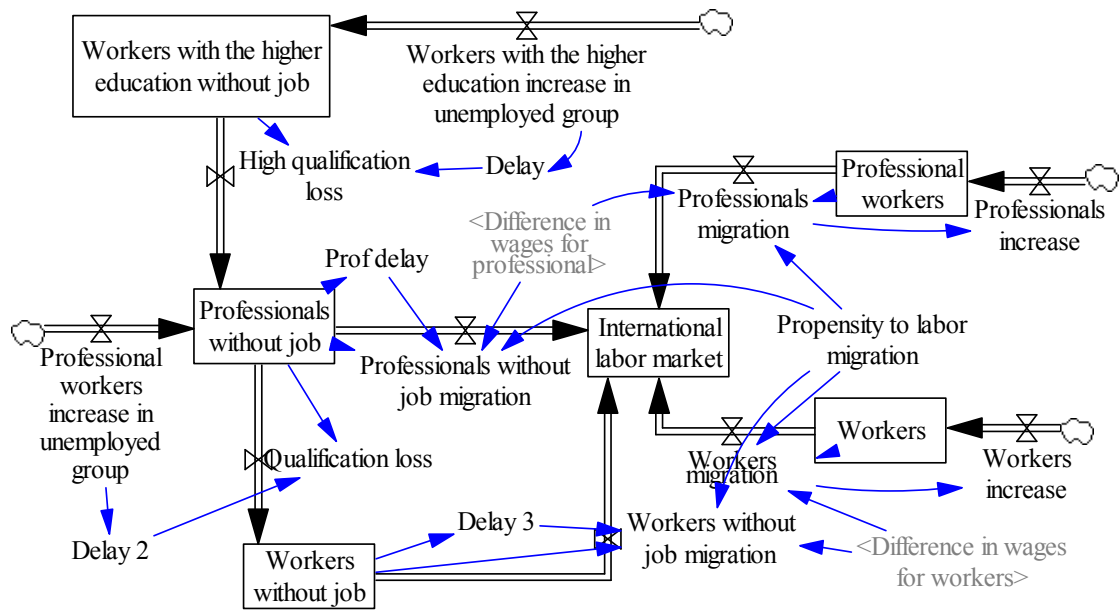 Workers with the higher
education without job
Workers with the higher
education increase in
unemployed group
High qualification
loss
Delay
Professional
workers
Professionals
migration
Professionals
increase
<Difference in
wages for
professional>
Prof delay
Professionals
without job
International
labor market
Propensity to labor
migration
Professional
workers
increase in
unemployed
group
Professionals without
job migration
Workers
Qualification loss
Workers
migration
Workers
increase
Delay 2
Delay 3
Workers without
job migration
<Difference in wages
for workers>
Workers
without job